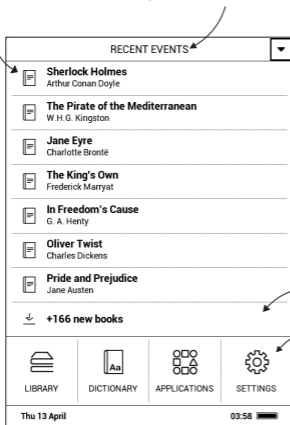 RECENT EVENTS
Sherlock Holmes
Arthur Conan Doyle
The Pirate of the Mediterranean
W.H.G. Kingston
Jane Eyre
Charlotte Brontë
The King's Own
Frederick Marryat
In Freedom's Cause
G. A. Henty
Oliver Twist
Charles Dickens
Pride and Prejudice
Jane Austen
+166 new books
Aa
LIBRARY DICTIONARY APPLICATIONS SETTINGS
Thu 13 April 03:58